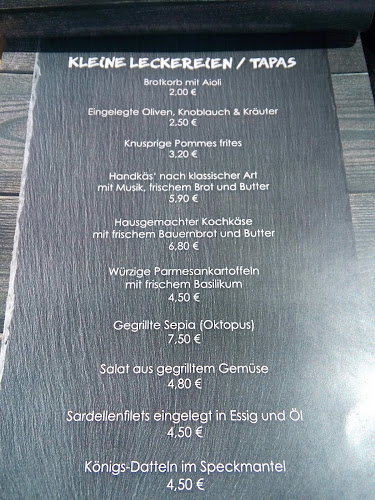 KLEINE LECKEREIEN / TAPAS
Brotkorb mit Aioli
2,00 €
Eingelegte Oliven, Knoblauch & Kräuter
2,50 €
Knusprige Pommes frites
3,20 €
Handkäs' nach klassischer Art
mit Musik, frischem Brot und Butter
5,90 €
Hausgemachter Kochkäse
mit frischem Bauernbrot und Butter
6,80 €
Würzige Parmesankartoffeln
mit frischem Basilikum
4,50 €
Gegrillte Sepia (Oktopus)
7,50 €
Salat aus gegrilltem Gemüse
4,80 €
Sardellenfilets eingelegt in Essig und Öl
4,50 €
Königs-Datteln im Speckmantel
4,50 €